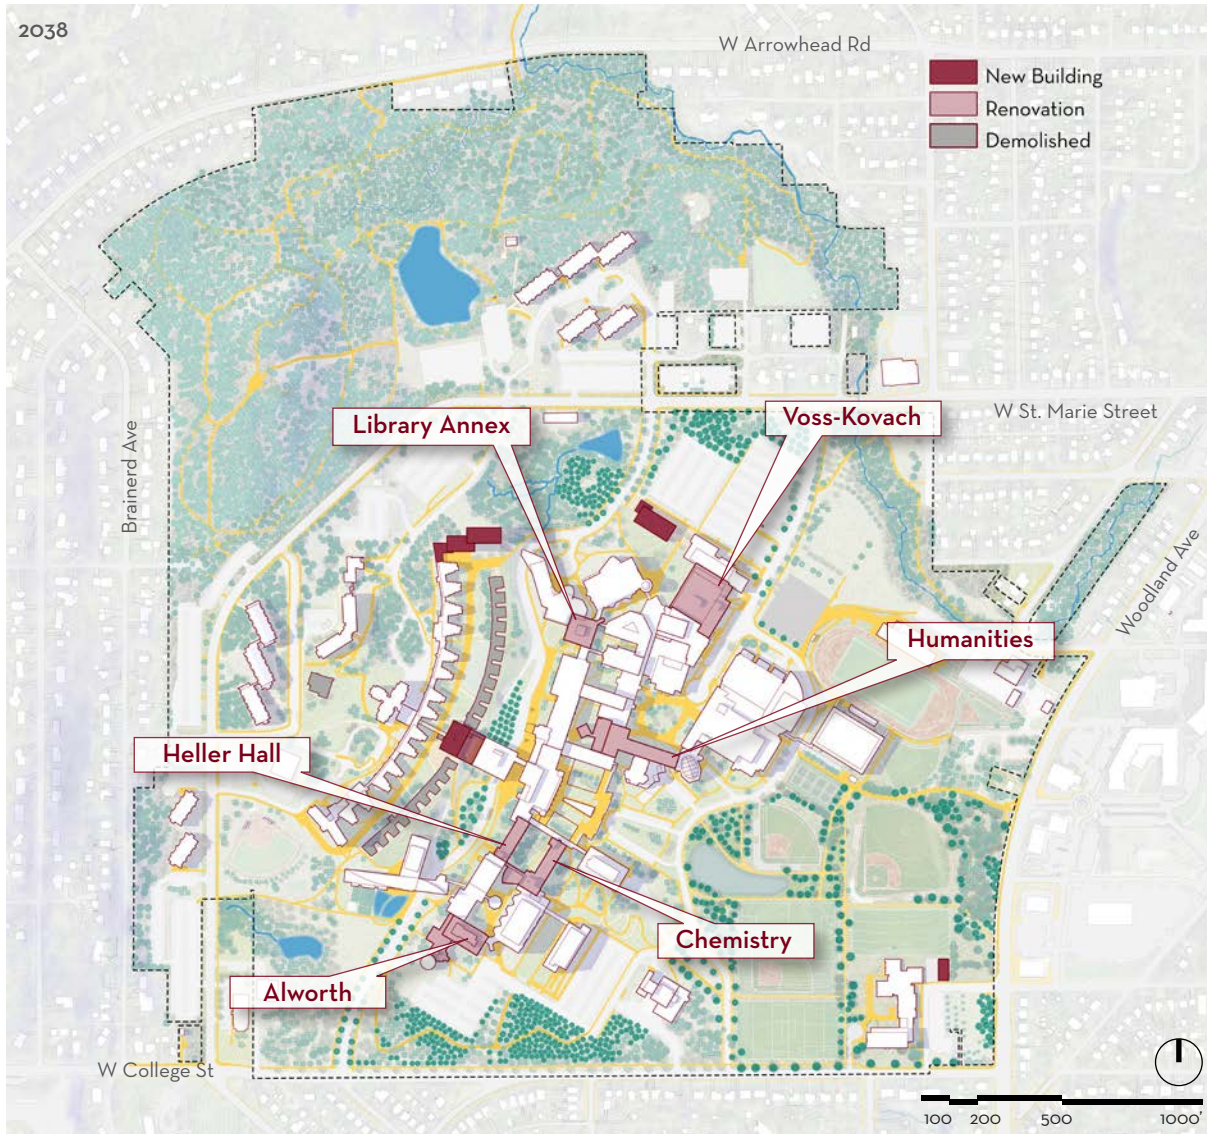 2038
W Arrowhead Rd
New Building
Renovation
Demolished
W St. Marie Street
Library Annex
Voss-Kovach
Brainerd Ave
Woodland Ave
Humanities
Heller Hall
Chemistry
Alworth
W College St
100 200 500 1000'